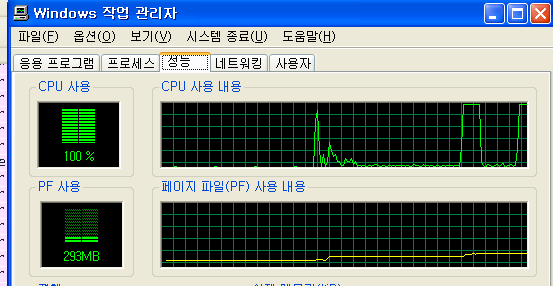 Windows 작업 관리자
파일(F) 옵션(O) 보기(V) 시스템 종료(U) 도움말(H)
응용 프로그램 프로세스 성능 네트워킹 사용자
CPU 사용 CPU 사용 내용
100 %
PF 사용 페이지 파일(PF) 사용 내용
293MB